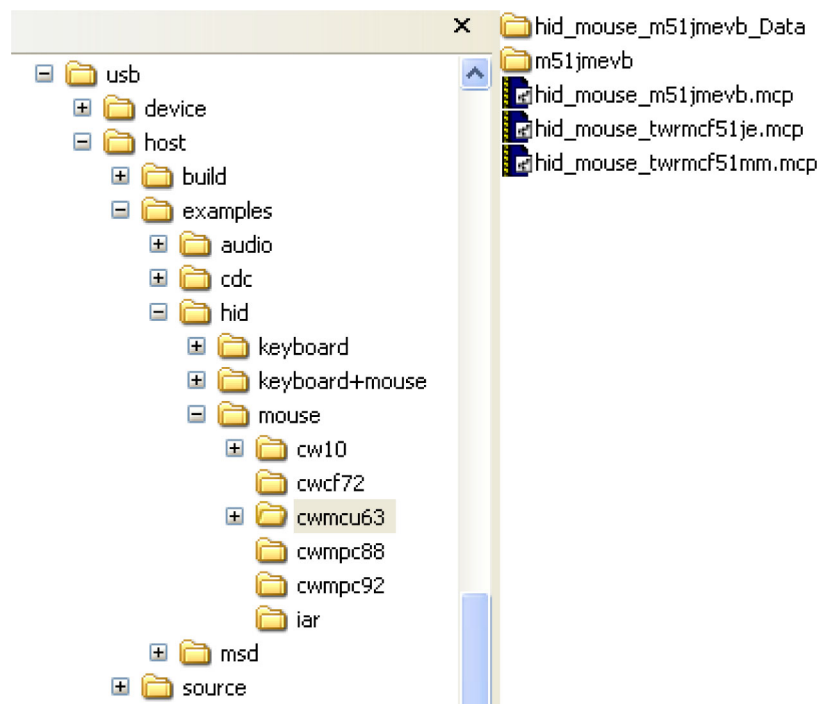 usb
device
host
build
examples
audio
cdc
hid
keyboard
keyboard+mouse
mouse
cw10
cwcf72
cwmcu63
cwmpc88
cwmpc92
iar
msd
source
hid_mouse_m51jmevb_Data
m51jmevb
hid_mouse_m51jmevb.mcp
hid_mouse_twrmcf51je.mcp
hid_mouse_twrmcf51mm.mcp